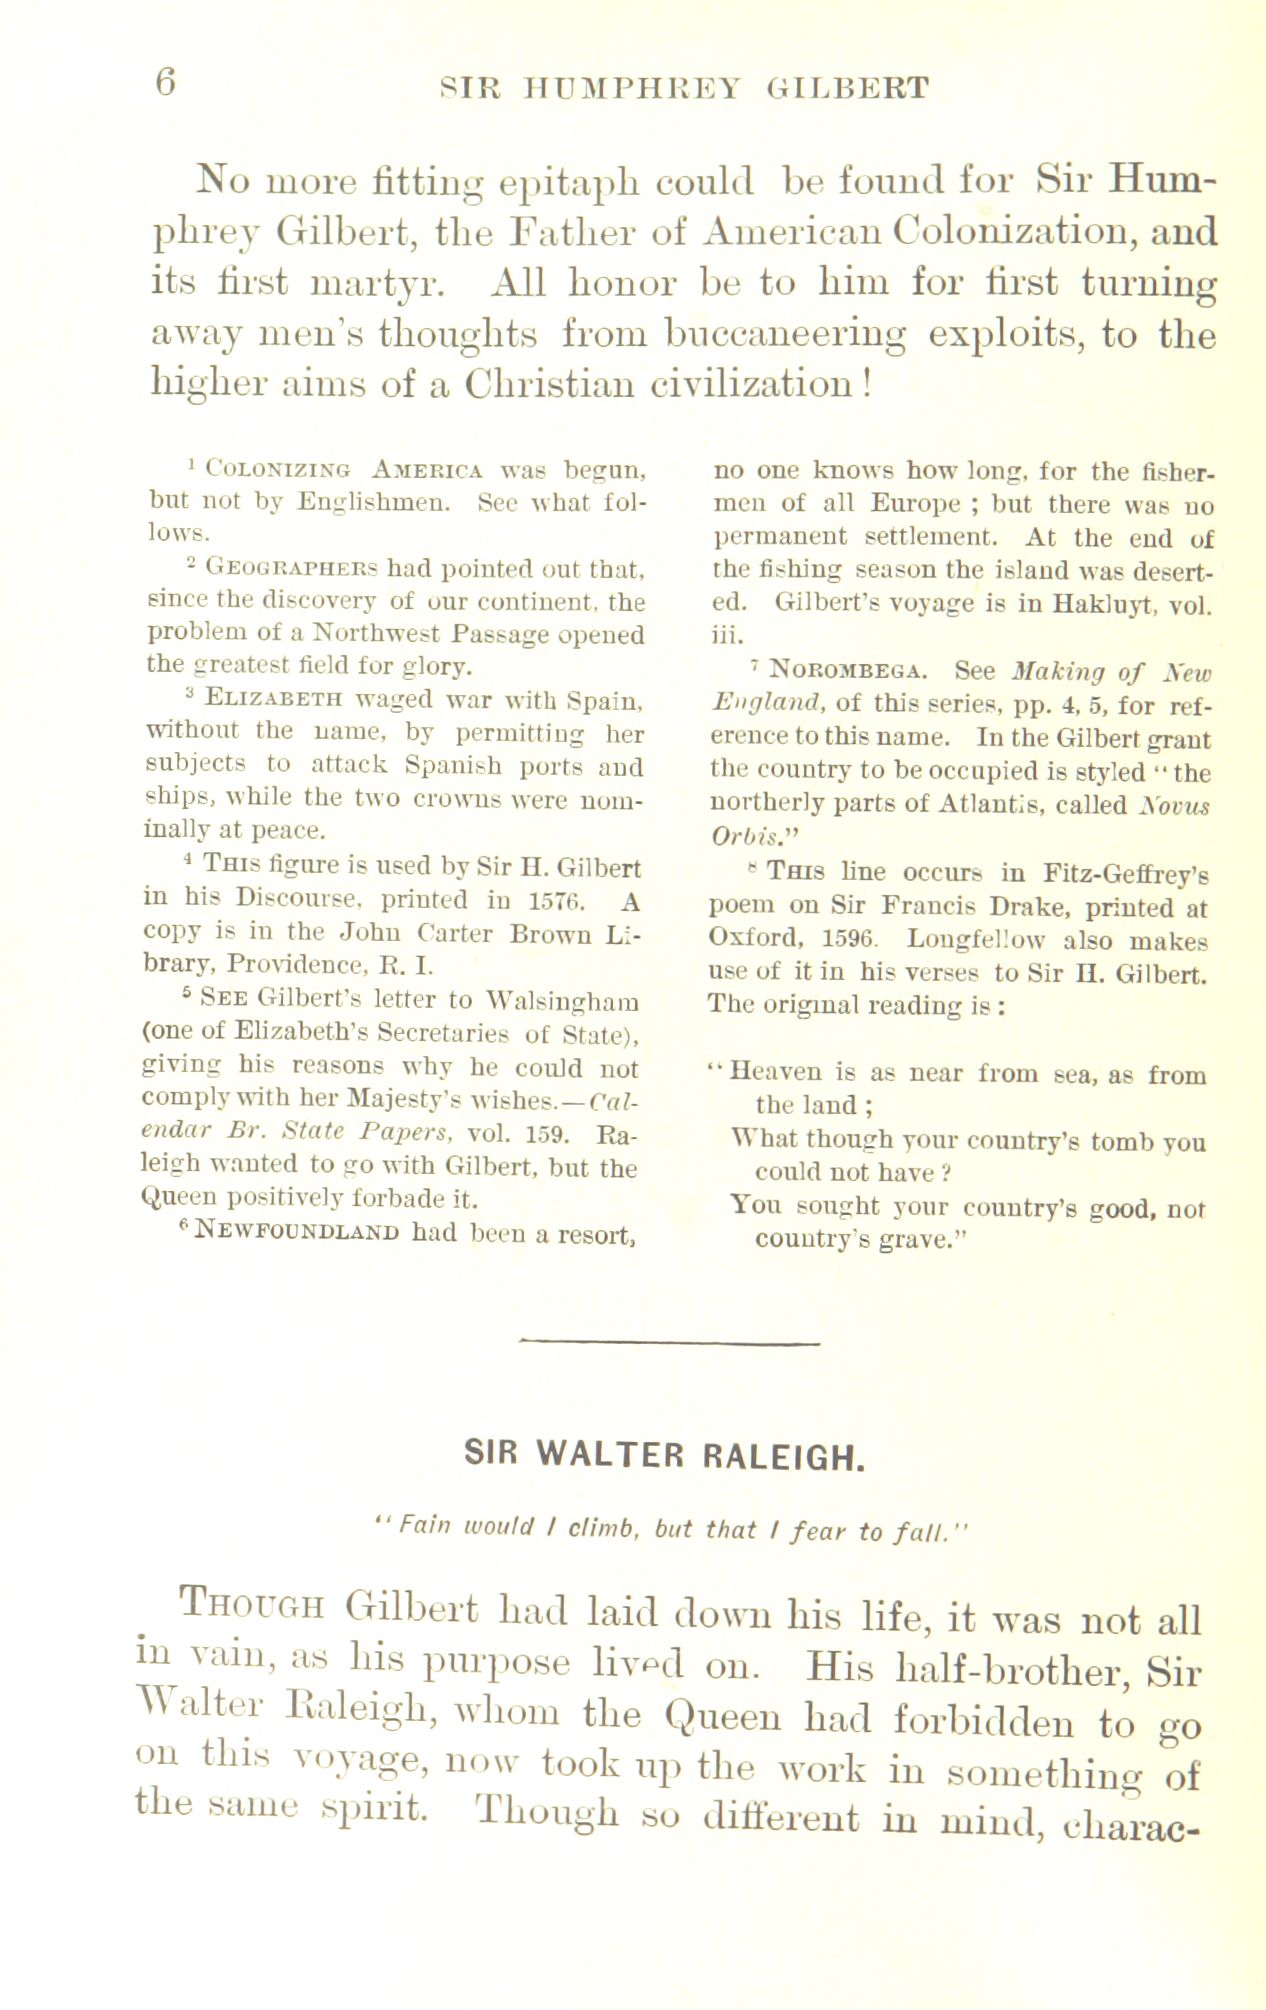 6 SIR HUMPHREY GILBERT
No more fitting epitaph could be found for Sir Hum-
phrey Gilbert, the Father of American Colonization, and
its first martyr. All honor be to him for first turning
away men's thoughts from buccaneering exploits, to the
higher aims of a Christian civilization!
¹ COLONIZING AMERICA was begun,
but not by Englishmen. See what fol-
lows.
² GEOGRAPHERS had pointed out that,
since the discovery of our continent, the
problem of a Northwest Passage opened
the greatest field for glory.
³ ELIZABETH waged war with Spain,
without the name, by permitting her
subjects to attack Spanish ports and
ships, while the two crowns were nom-
inally at peace.
⁴ THIS figure is used by Sir H. Gilbert
in his Discourse, printed in 1576. A
copy is in the John Carter Brown Li-
brary, Providence, R. I.
⁵ SEE Gilbert's letter to Walsingham
(one of Elizabeth's Secretaries of State),
giving his reasons why he could not
comply with her Majesty's wishes.—Cal-
endar Br. State Papers, vol. 159. Ra-
leigh wanted to go with Gilbert, but the
Queen positively forbade it.
⁶ NEWFOUNDLAND had been a resort,
no one knows how long, for the fisher-
men of all Europe; but there was no
permanent settlement. At the end of
the fishing season the island was desert-
ed. Gilbert's voyage is in Hakluyt, vol.
iii.
⁷ NOROMBEGA. See Making of New
England, of this series, pp. 4, 5, for ref-
erence to this name. In the Gilbert grant
the country to be occupied is styled "the
northerly parts of Atlantis, called Novus
Orbis."
⁸ THIS line occurs in Fitz-Geffrey's
poem on Sir Francis Drake, printed at
Oxford, 1596. Longfellow also makes
use of it in his verses to Sir H. Gilbert.
The original reading is:
"Heaven is as near from sea, as from
the land;
What though your country's tomb you
could not have?
You sought your country's good, not
country's grave."
SIR WALTER RALEIGH.
"Fain would I climb, but that I fear to fall."
THOUGH Gilbert had laid down his life, it was not all
in vain, as his purpose lived on. His half-brother, Sir
Walter Raleigh, whom the Queen had forbidden to go
on this voyage, now took up the work in something of
the same spirit. Though so different in mind, charac-